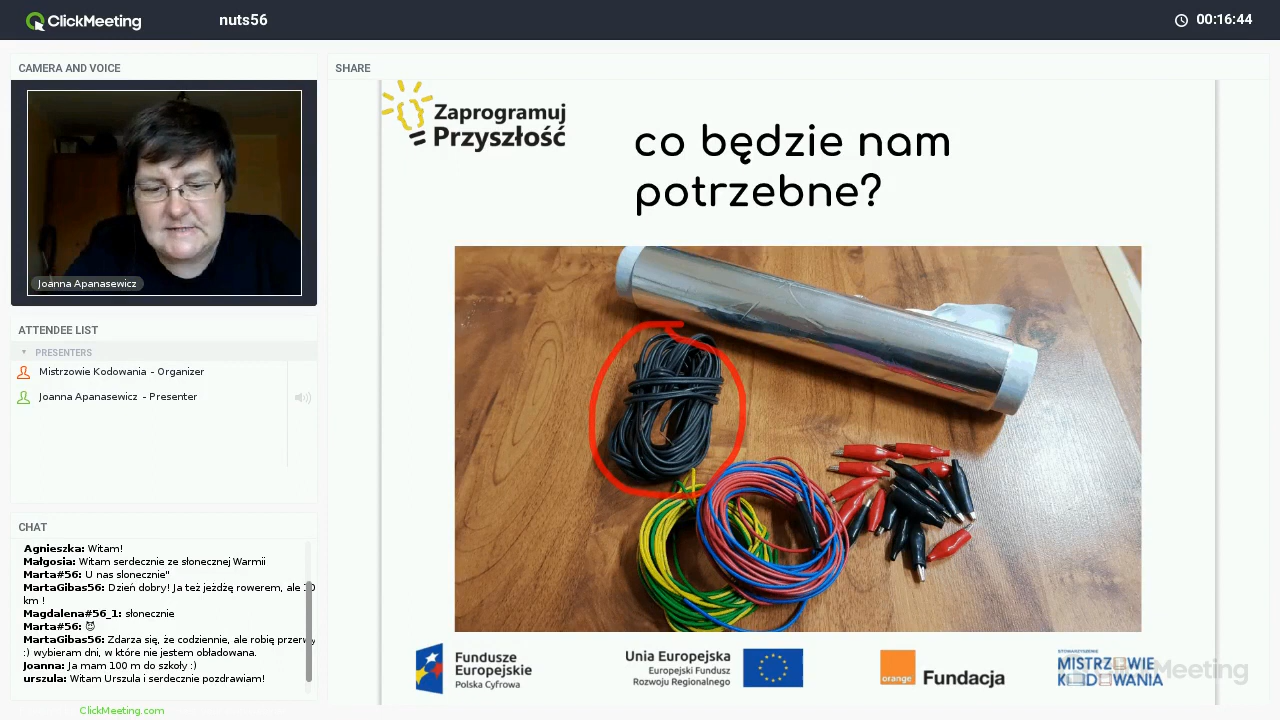 ClickMeeting
nuts56
00:16:44
CAMERA AND VOICE
Joanna Apanasewicz
ATTENDEE LIST
PRESENTERS
Mistrzowie Kodowania - Organizer
Joanna Apanasewicz - Presenter
CHAT
Agnieszka: Witam!
Małgosia: Witam serdecznie ze słonecznej Warmii
Marta#56: U nas slonecznie"
MartaGibas56: Dzień dobry! Ja też jeżdżę rowerem, ale 10
km !
Magdalena#56_1: słonecznie
Marta#56: 😈
MartaGibas56: Zdarza się, że codziennie, ale robię przerwy
:) wybieram dni, w które nie jestem obładowana.
Joanna: Ja mam 100 m do szkoły :)
urszula: Witam Urszula i serdecznie pozdrawiam!
ClickMeeting.com
SHARE
Zaprogramuj
Przyszłość
co będzie nam
potrzebne?
Fundusze
Europejskie
Polska Cyfrowa
Unia Europejska
Europejski Fundusz
Rozwoju Regionalnego
orange
Fundacja
STOWARZYSZENIE
MISTRZOWIE
KODOWANIA
ClickMeeting